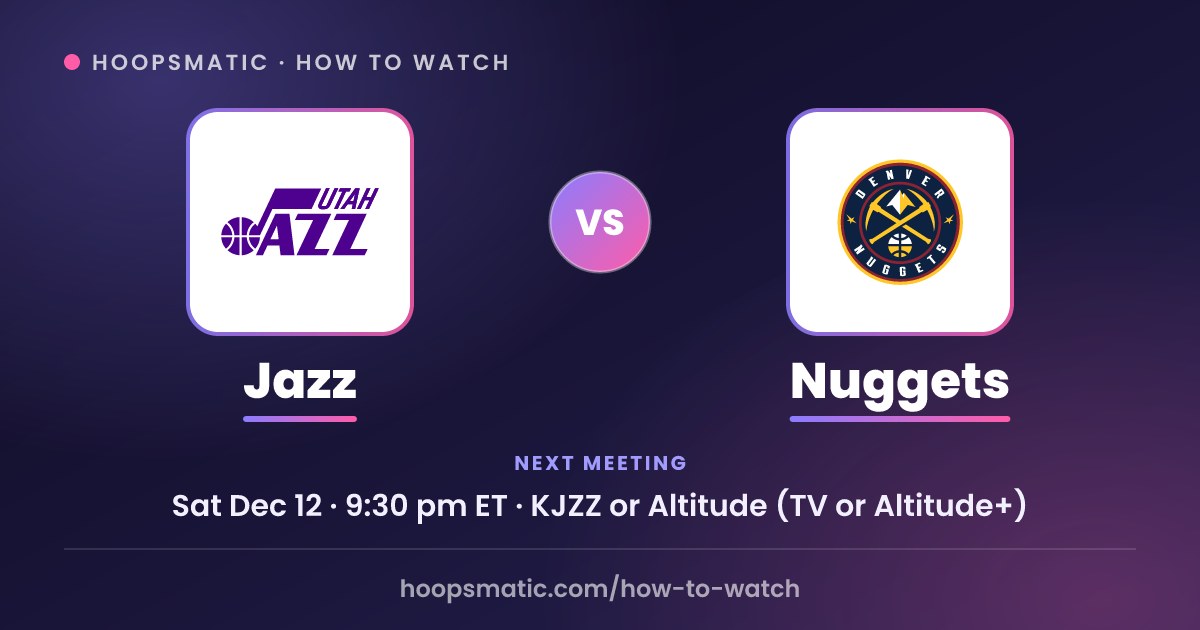 HOOPSMATIC · HOW TO WATCH
UTAH
JAZZ
VS
DENVER
NUGGETS
Jazz
Nuggets
NEXT MEETING
Sat Dec 12 · 9:30 pm ET · KJZZ or Altitude (TV or Altitude+)
hoopsmatic.com/how-to-watch